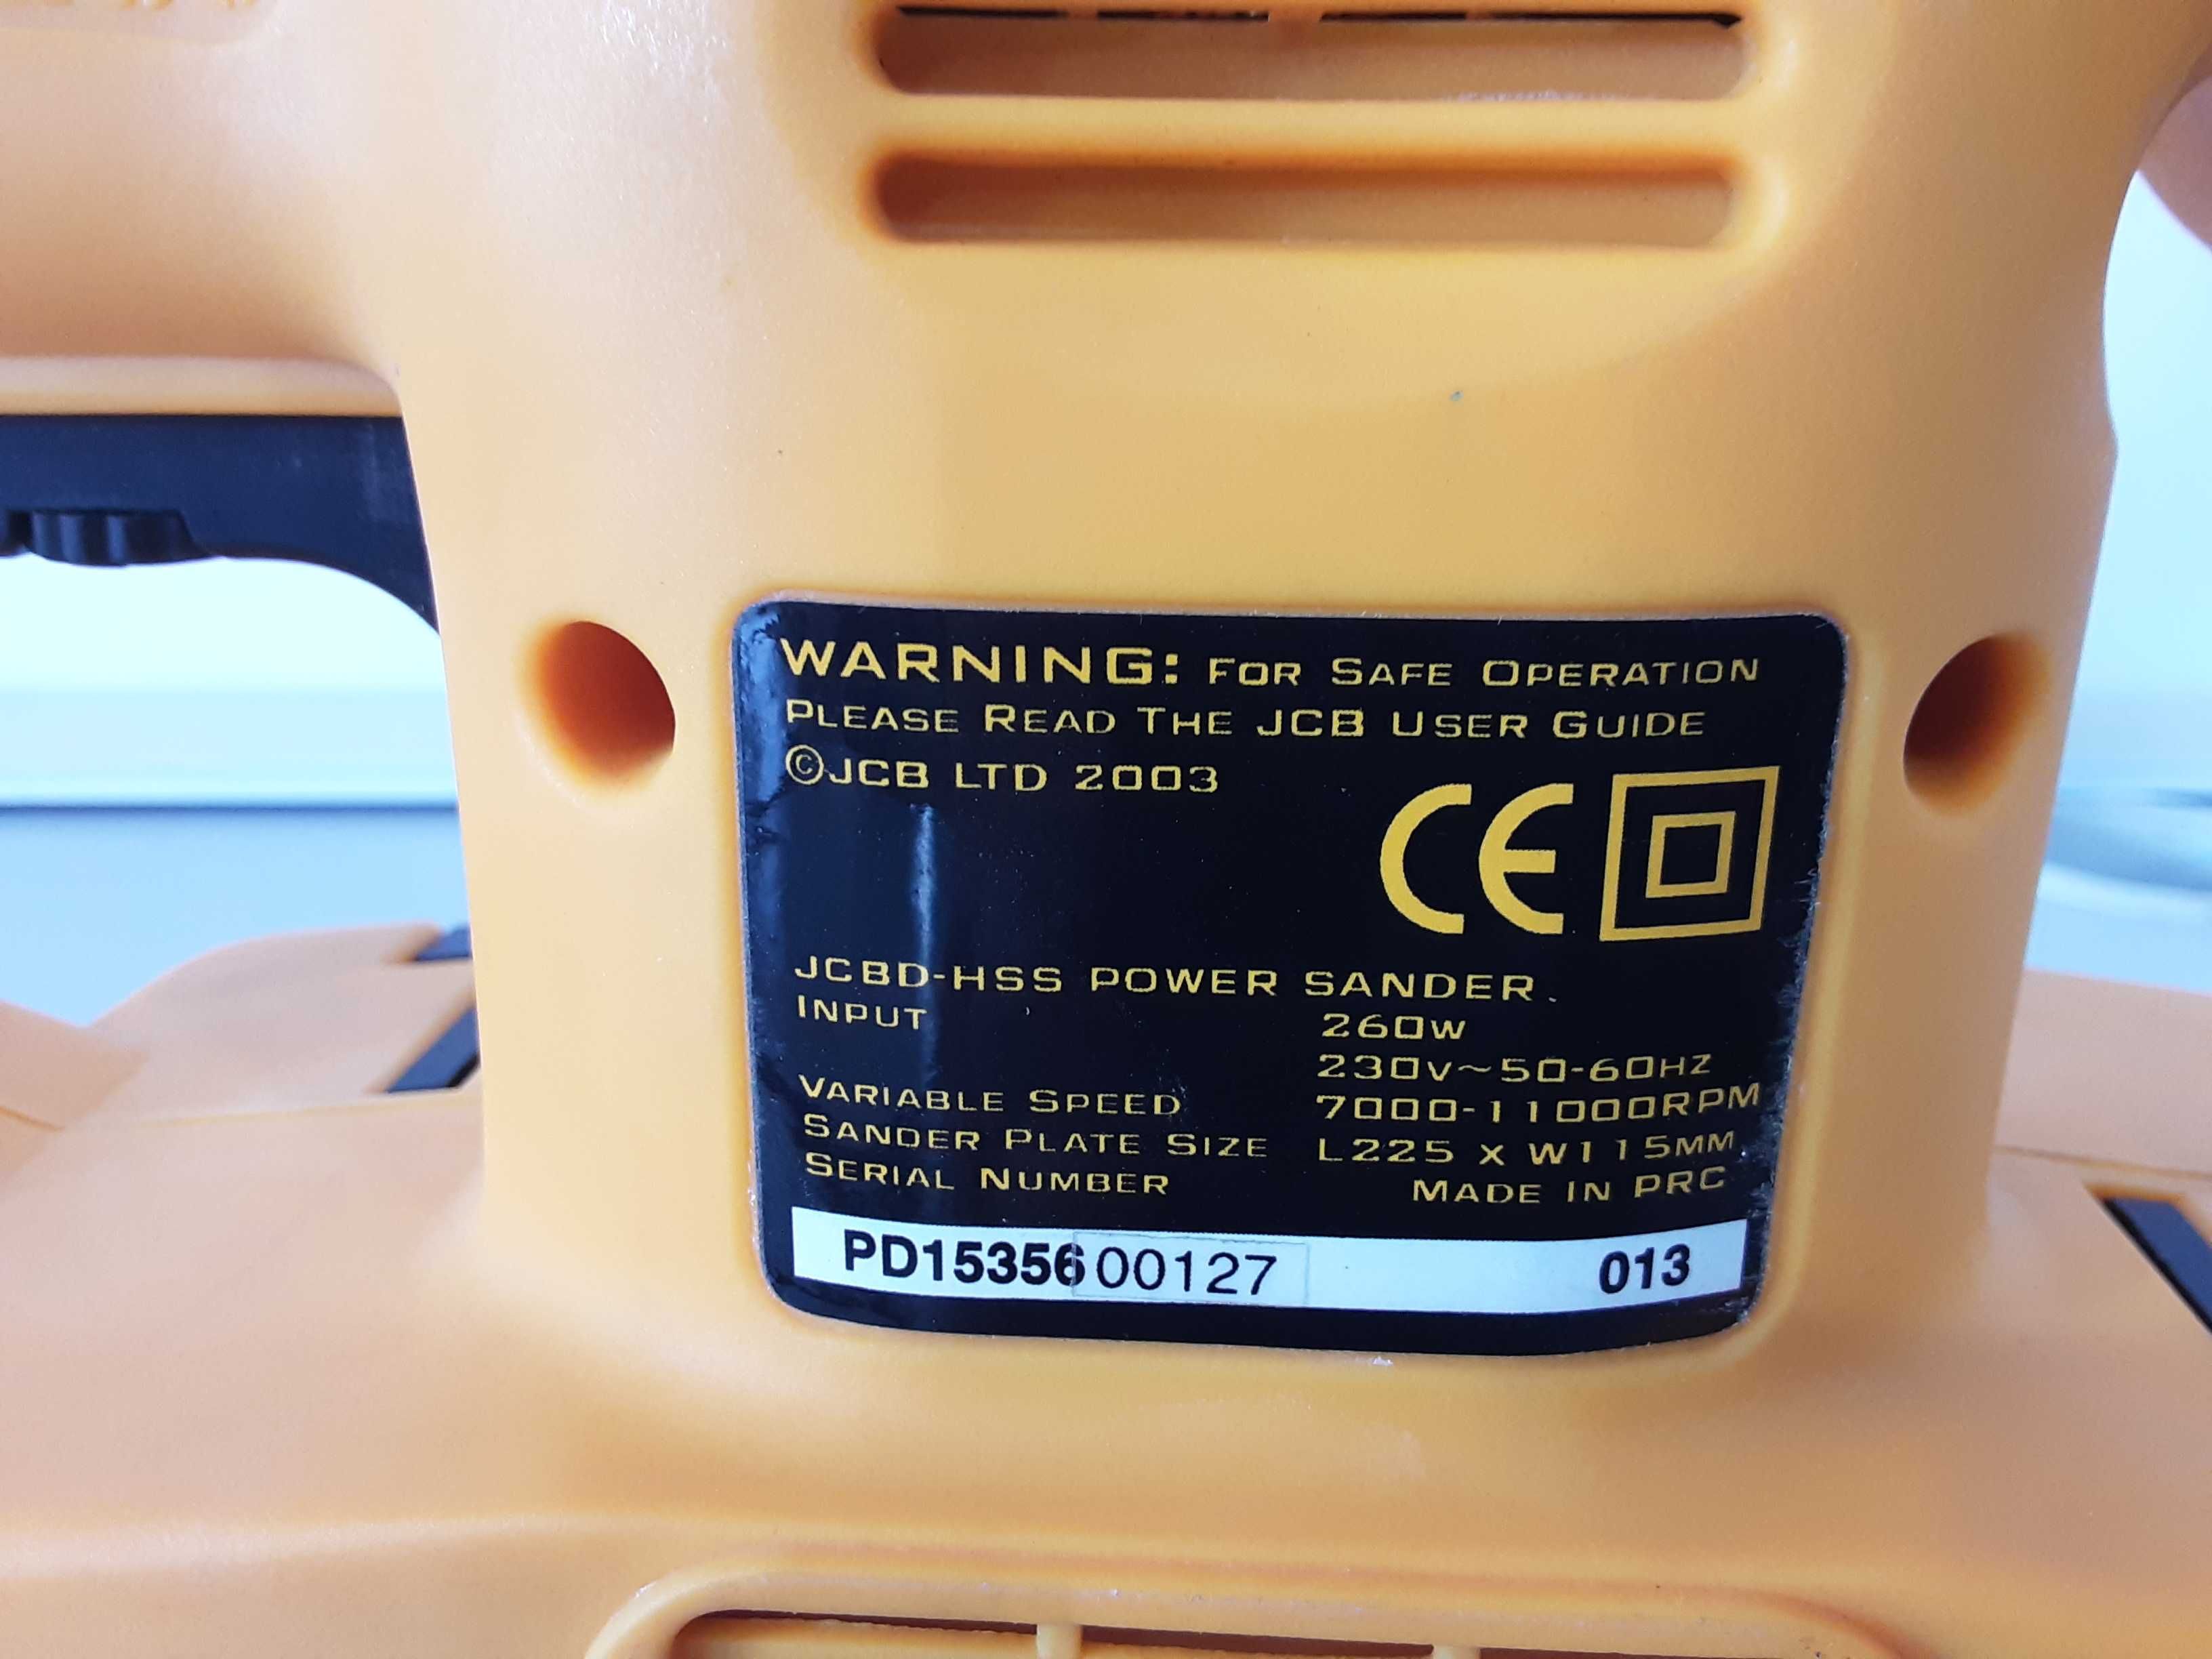 WARNING: FOR SAFE OPERATION
PLEASE READ THE JCB USER GUIDE
©JCB LTD 2003
CE
JCBD-HSS POWER SANDER.
INPUT 260W
230V~50-60HZ
VARIABLE SPEED 7000-11000RPM
SANDER PLATE SIZE L225 X W115MM
SERIAL NUMBER MADE IN PRC
PD15356 00127 013